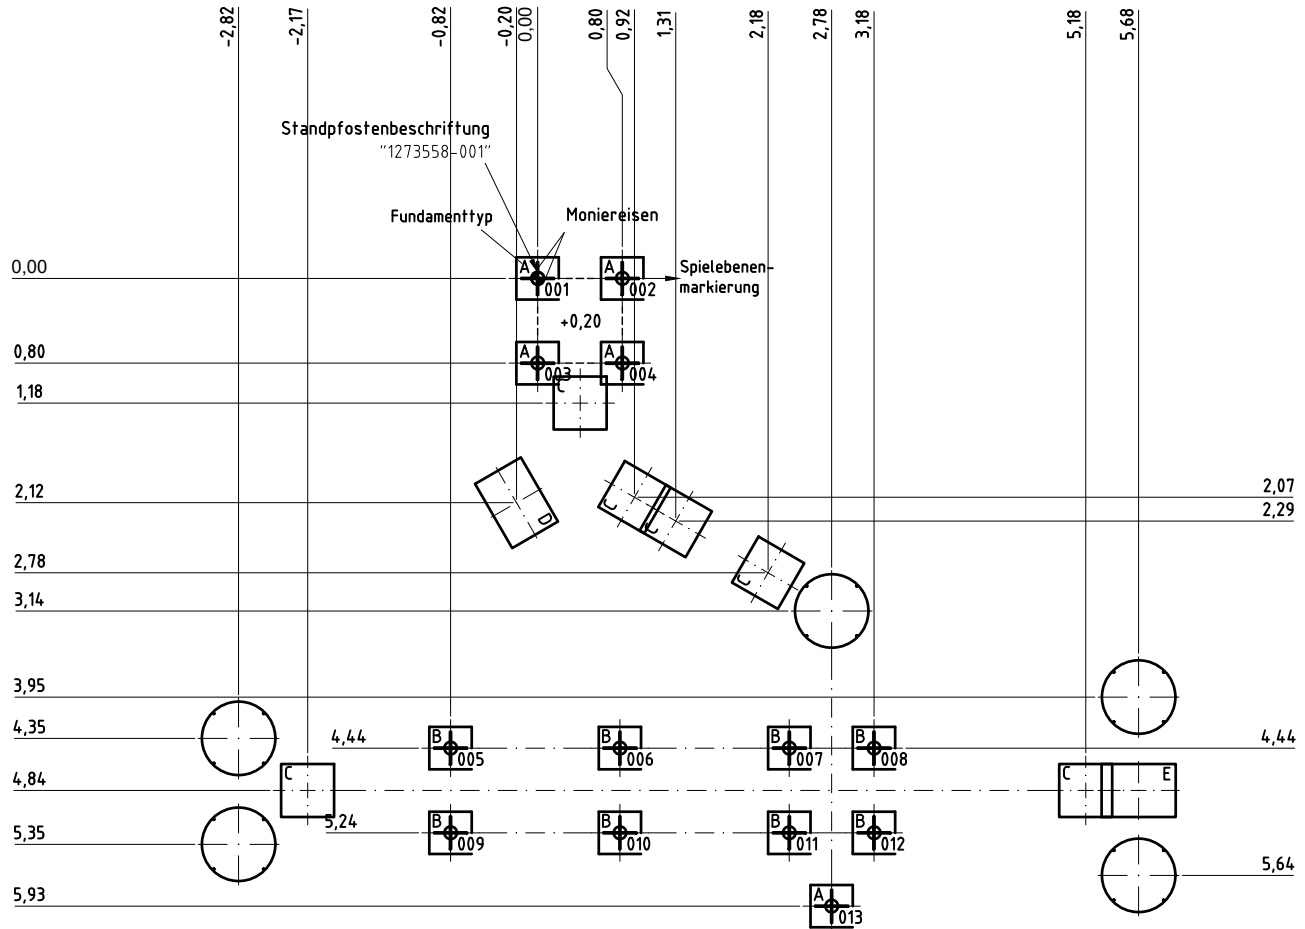 -2,82
-2,17
-0,82
-0,20
0,00
0,80
0,92
1,31
2,18
2,78
3,18
5,18
5,68
Standpfostenbeschriftung
"1273558-001"
Fundamenttyp
Moniereisen
0,00
A
001
A
002
Spielebenen-
markierung
+0,20
0,80
A
003
A
004
1,18
C
2,12
D
C
C
2,07
2,29
2,78
C
3,14
3,95
4,35
4,44
B
005
B
006
B
007
B
008
4,44
4,84
C
C
E
5,35
5,24
B
009
B
010
B
011
B
012
5,64
5,93
A
013